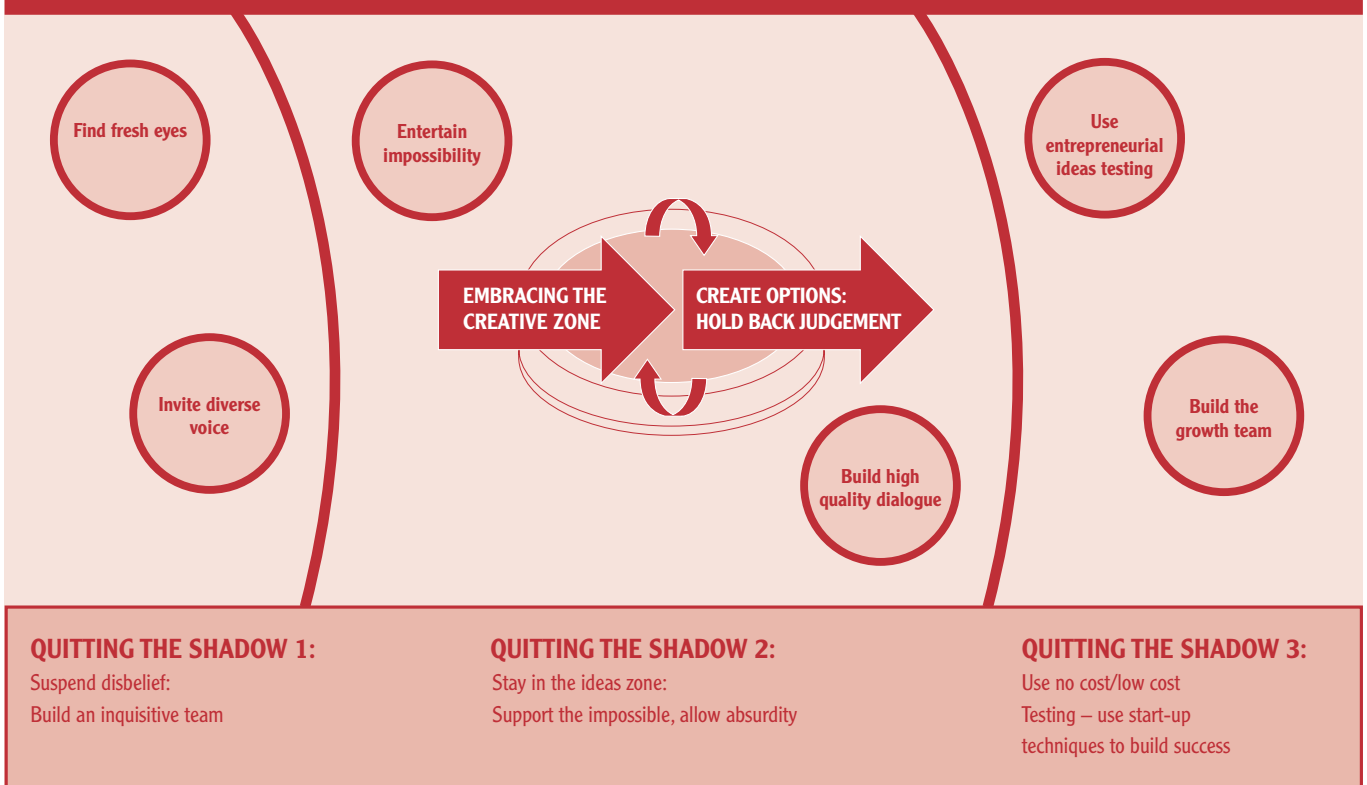 Find fresh eyes
Invite diverse
voice
Entertain
impossibility
EMBRACING THE
CREATIVE ZONE
CREATE OPTIONS:
HOLD BACK JUDGEMENT
Build high
quality dialogue
Use
entrepreneurial
ideas testing
Build the
growth team
QUITTING THE SHADOW 1:
Suspend disbelief:
Build an inquisitive team
QUITTING THE SHADOW 2:
Stay in the ideas zone:
Support the impossible, allow absurdity
QUITTING THE SHADOW 3:
Use no cost/low cost
Testing – use start-up
techniques to build success